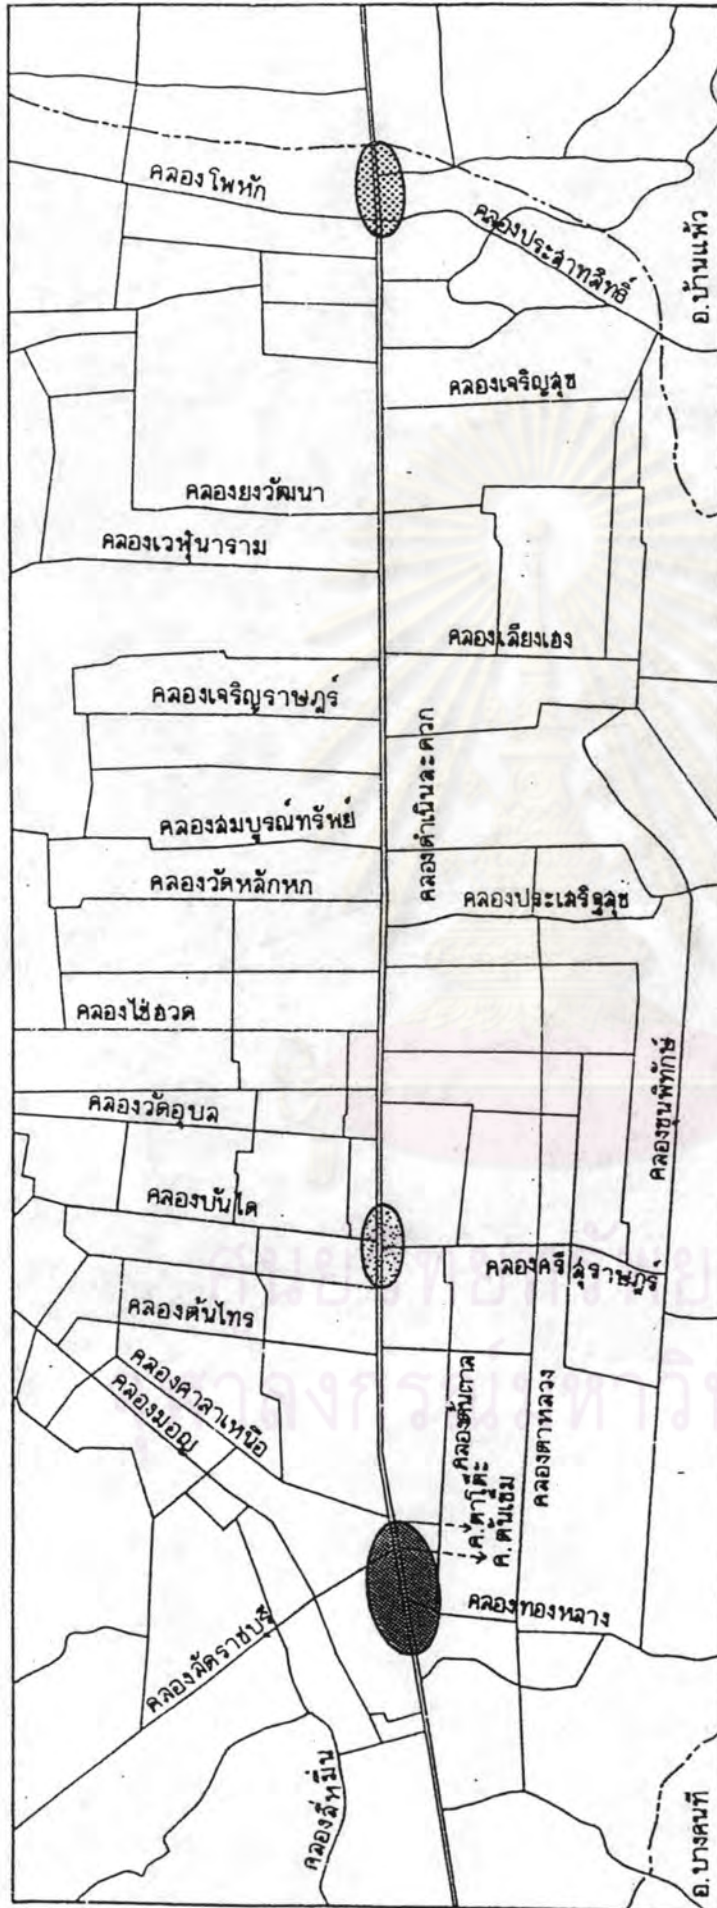 คลองโพหัก
คลองประสาทสิทธิ์
อ.บ้านแพ้ว
คลองเจริญสุข
คลองยงวัฒนา
คลองเวฬุนาราม
คลองเลียงเฮง
คลองเจริญราษฎร์
คลองดำเนินสะดวก
คลองสมบูรณ์ทรัพย์
คลองวัดหลักหก
คลองประเสริฐสุข
คลองไช่ฮวด
คลองวัดอุบล
คลองขุนพิทักษ์
คลองบันได
คลองศรีสุราษฎร์
คลองต้นไทร
คลองศาลาเหนือ
คลองมอญ
คลองต้นตาล
ค.ตาโต๊ะ
ค.ต้นเข็ม
คลองตาหลวง
คลองทองหลาง
คลองลัดราชบุรี
คลองสี่หมื่น
อ.บางคนที